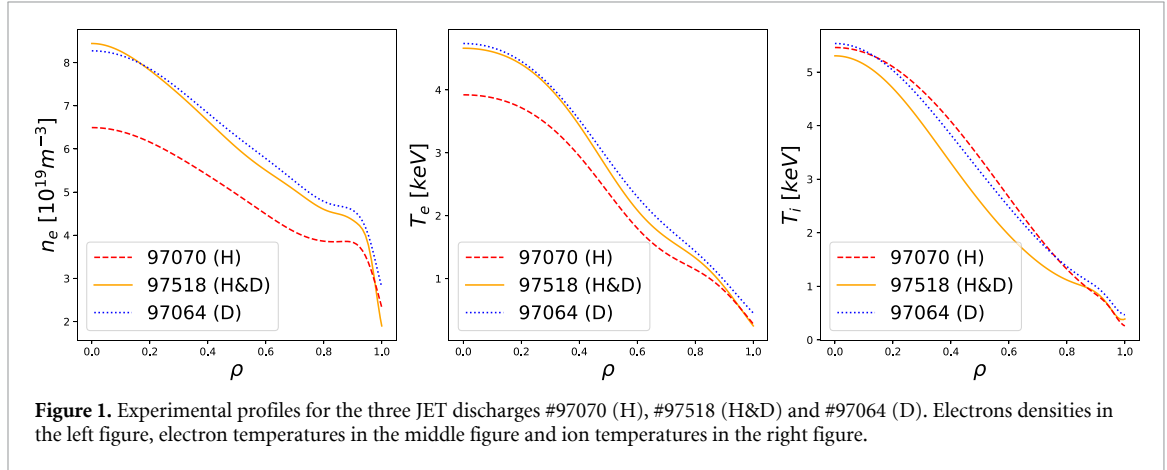 8
7
6
5
4
3
2
n_e [10^{19}m^{-3}]
97070 (H)
97518 (H&D)
97064 (D)
0.0 0.2 0.4 0.6 0.8 1.0
ρ
4
3
2
1
T_e [keV]
97070 (H)
97518 (H&D)
97064 (D)
0.0 0.2 0.4 0.6 0.8 1.0
ρ
5
4
3
2
1
0
T_i [keV]
97070 (H)
97518 (H&D)
97064 (D)
0.0 0.2 0.4 0.6 0.8 1.0
ρ
Figure 1. Experimental profiles for the three JET discharges #97070 (H), #97518 (H&D) and #97064 (D). Electrons densities in
the left figure, electron temperatures in the middle figure and ion temperatures in the right figure.